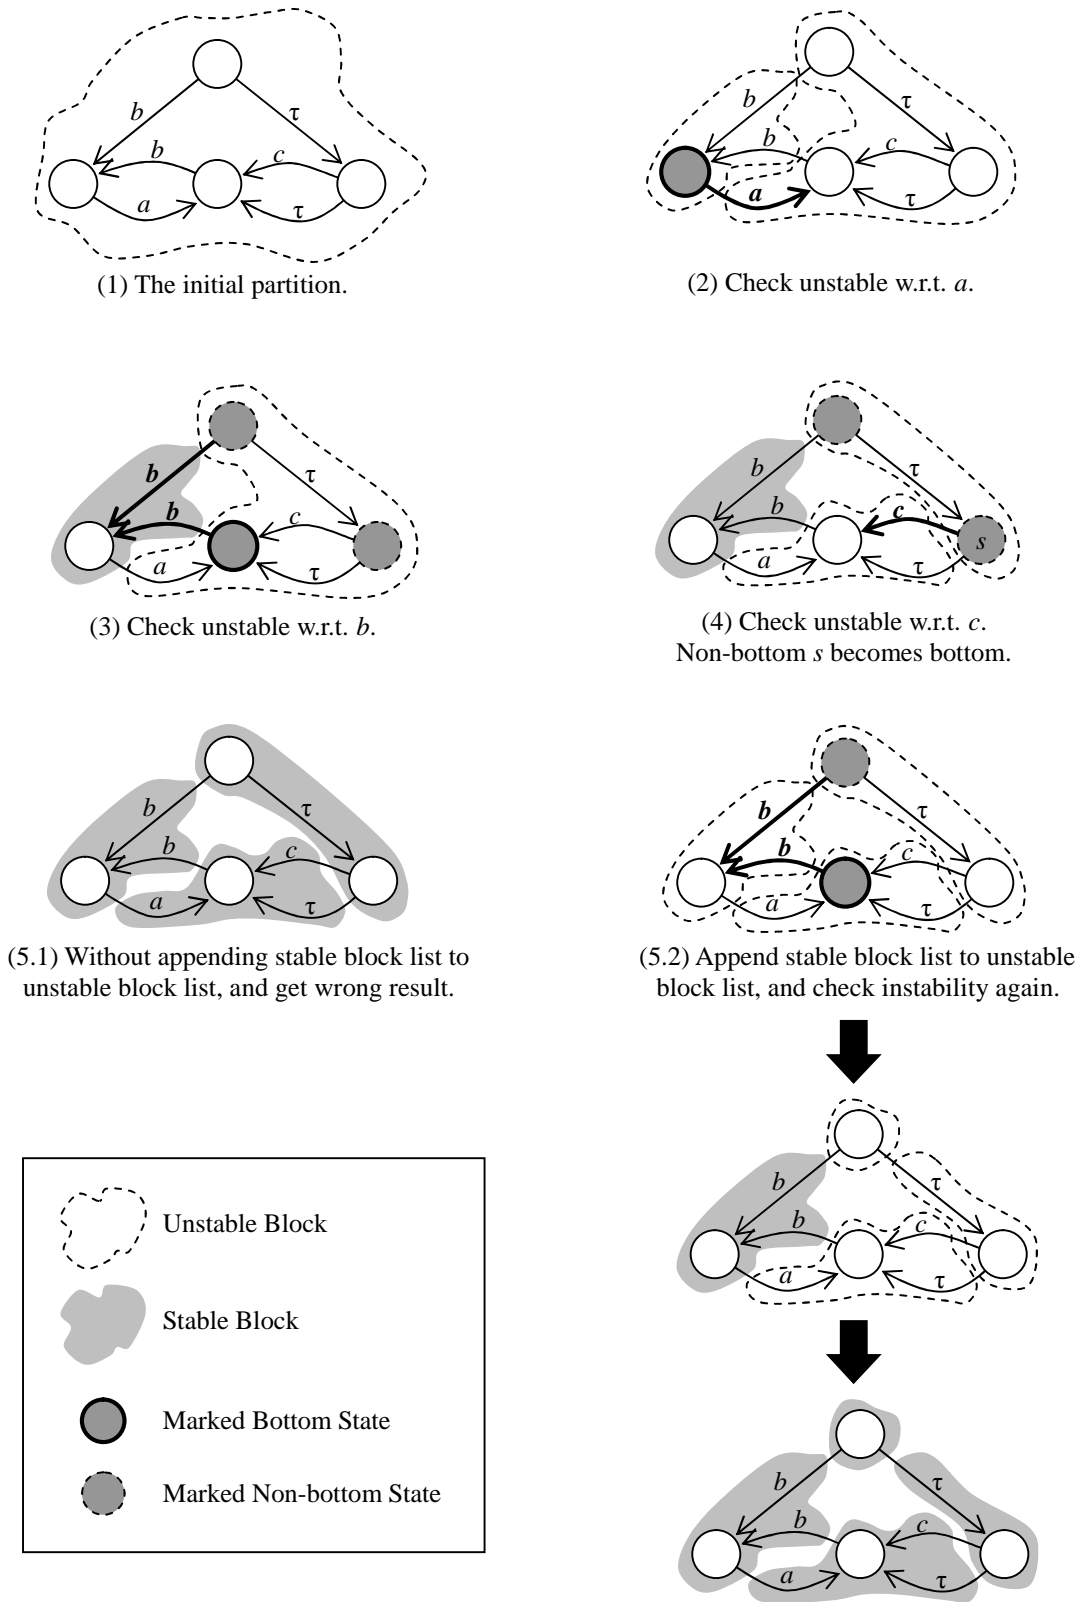 b τ
b c
a τ
(1) The initial partition.
b τ
b c
a τ
(2) Check unstable w.r.t. a.
b τ
b c
a τ
(3) Check unstable w.r.t. b.
b τ
b c
s
a τ
(4) Check unstable w.r.t. c.
Non-bottom s becomes bottom.
b τ
b c
a τ
(5.1) Without appending stable block list to
unstable block list, and get wrong result.
b τ
b c
a τ
(5.2) Append stable block list to unstable
block list, and check instability again.
b τ
b c
a τ
Unstable Block
Stable Block
Marked Bottom State
Marked Non-bottom State
b τ
b c
a τ